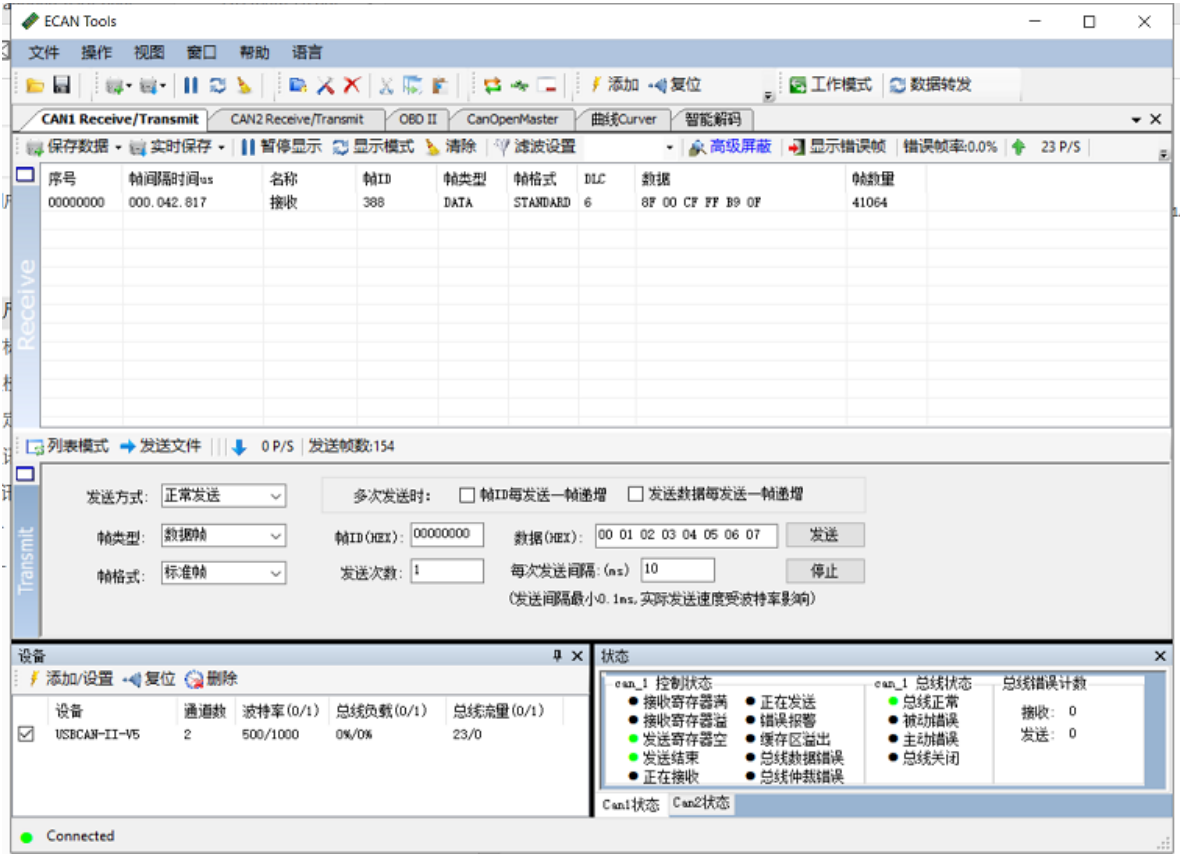 ECAN Tools
文件 操作 视图 窗口 帮助 语言
添加 复位 工作模式 数据转发
CAN1 Receive/Transmit CAN2 Receive/Transmit OBD II CanOpenMaster 曲线Curver 智能解码
保存数据 实时保存 暂停显示 显示模式 清除 滤波设置 高级屏蔽 显示错误帧 错误帧率:0.0% 23 P/S
序号 帧间隔时间us 名称 帧ID 帧类型 帧格式 DLC 数据 帧数量
00000000 000.042.817 接收 388 DATA STANDARD 6 8F 00 CF FF B9 0F 41064
Receive
列表模式 发送文件 0 P/S 发送帧数:154
发送方式: 正常发送 多次发送时: 帧ID每发送一帧递增 发送数据每发送一帧递增
帧类型: 数据帧 帧ID(HEX): 00000000 数据(HEX): 00 01 02 03 04 05 06 07 发送
帧格式: 标准帧 发送次数: 1 每次发送间隔:(ms) 10 停止
(发送间隔最小0.1ms,实际发送速度受波特率影响)
Transmit
设备
添加/设置 复位 删除
设备 通道数 波特率(0/1) 总线负载(0/1) 总线流量(0/1)
USBCAN-II-V5 2 500/1000 0%/0% 23/0
状态
can_1 控制状态 can_1 总线状态 总线错误计数
接收寄存器满 正在发送 总线正常 接收: 0
接收寄存器溢 错误报警 被动错误 发送: 0
发送寄存器空 缓存区溢出 主动错误
发送结束 总线数据错误 总线关闭
正在接收 总线仲裁错误
Can1状态 Can2状态
Connected